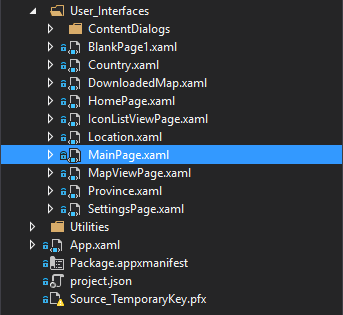 User_Interfaces
ContentDialogs
BlankPage1.xaml
Country.xaml
DownloadedMap.xaml
HomePage.xaml
IconListViewPage.xaml
Location.xaml
MainPage.xaml
MapViewPage.xaml
Province.xaml
SettingsPage.xaml
Utilities
App.xaml
Package.appxmanifest
project.json
Source_TemporaryKey.pfx